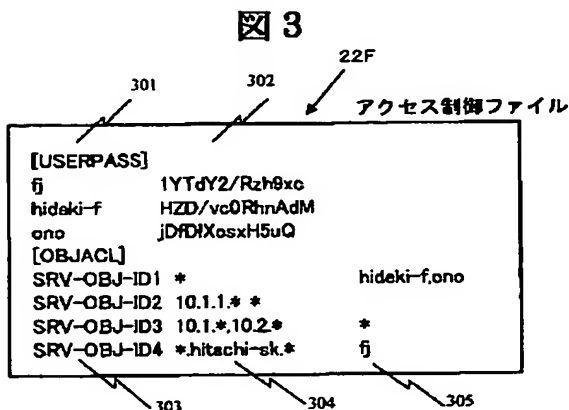 図 3
22F
301 302
アクセス制御ファイル
[USERPASS]
fj 1YTdY2/Rzh9xc
hideki-f HZD/vc0RhnAdM
ono jDfDfXosxH5uQ
[OBJACL]
SRV-OBJ-ID1 * hideki-f,ono
SRV-OBJ-ID2 10.1.1.* *
SRV-OBJ-ID3 10.1.*,10.2.* *
SRV-OBJ-ID4 *.hitachi-sk.* fj
303 304 305